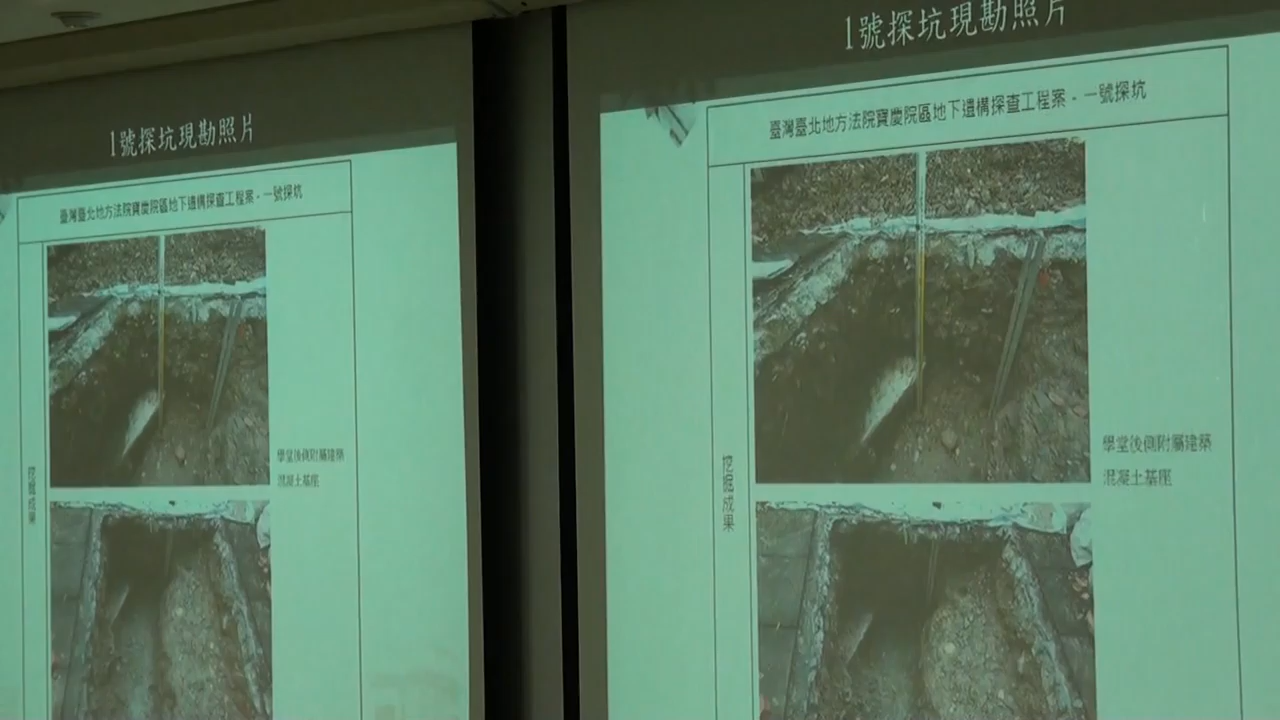 1號探坑現勘照片
臺灣臺北地方法院寶慶院區地下遺構探查工程案 - 一號探坑
學堂後側附屬建築
混凝土基座
挖掘成果
1號探坑現勘照片
臺灣臺北地方法院寶慶院區地下遺構探查工程案 - 一號探坑
學堂後側附屬建築
混凝土基座
挖掘成果